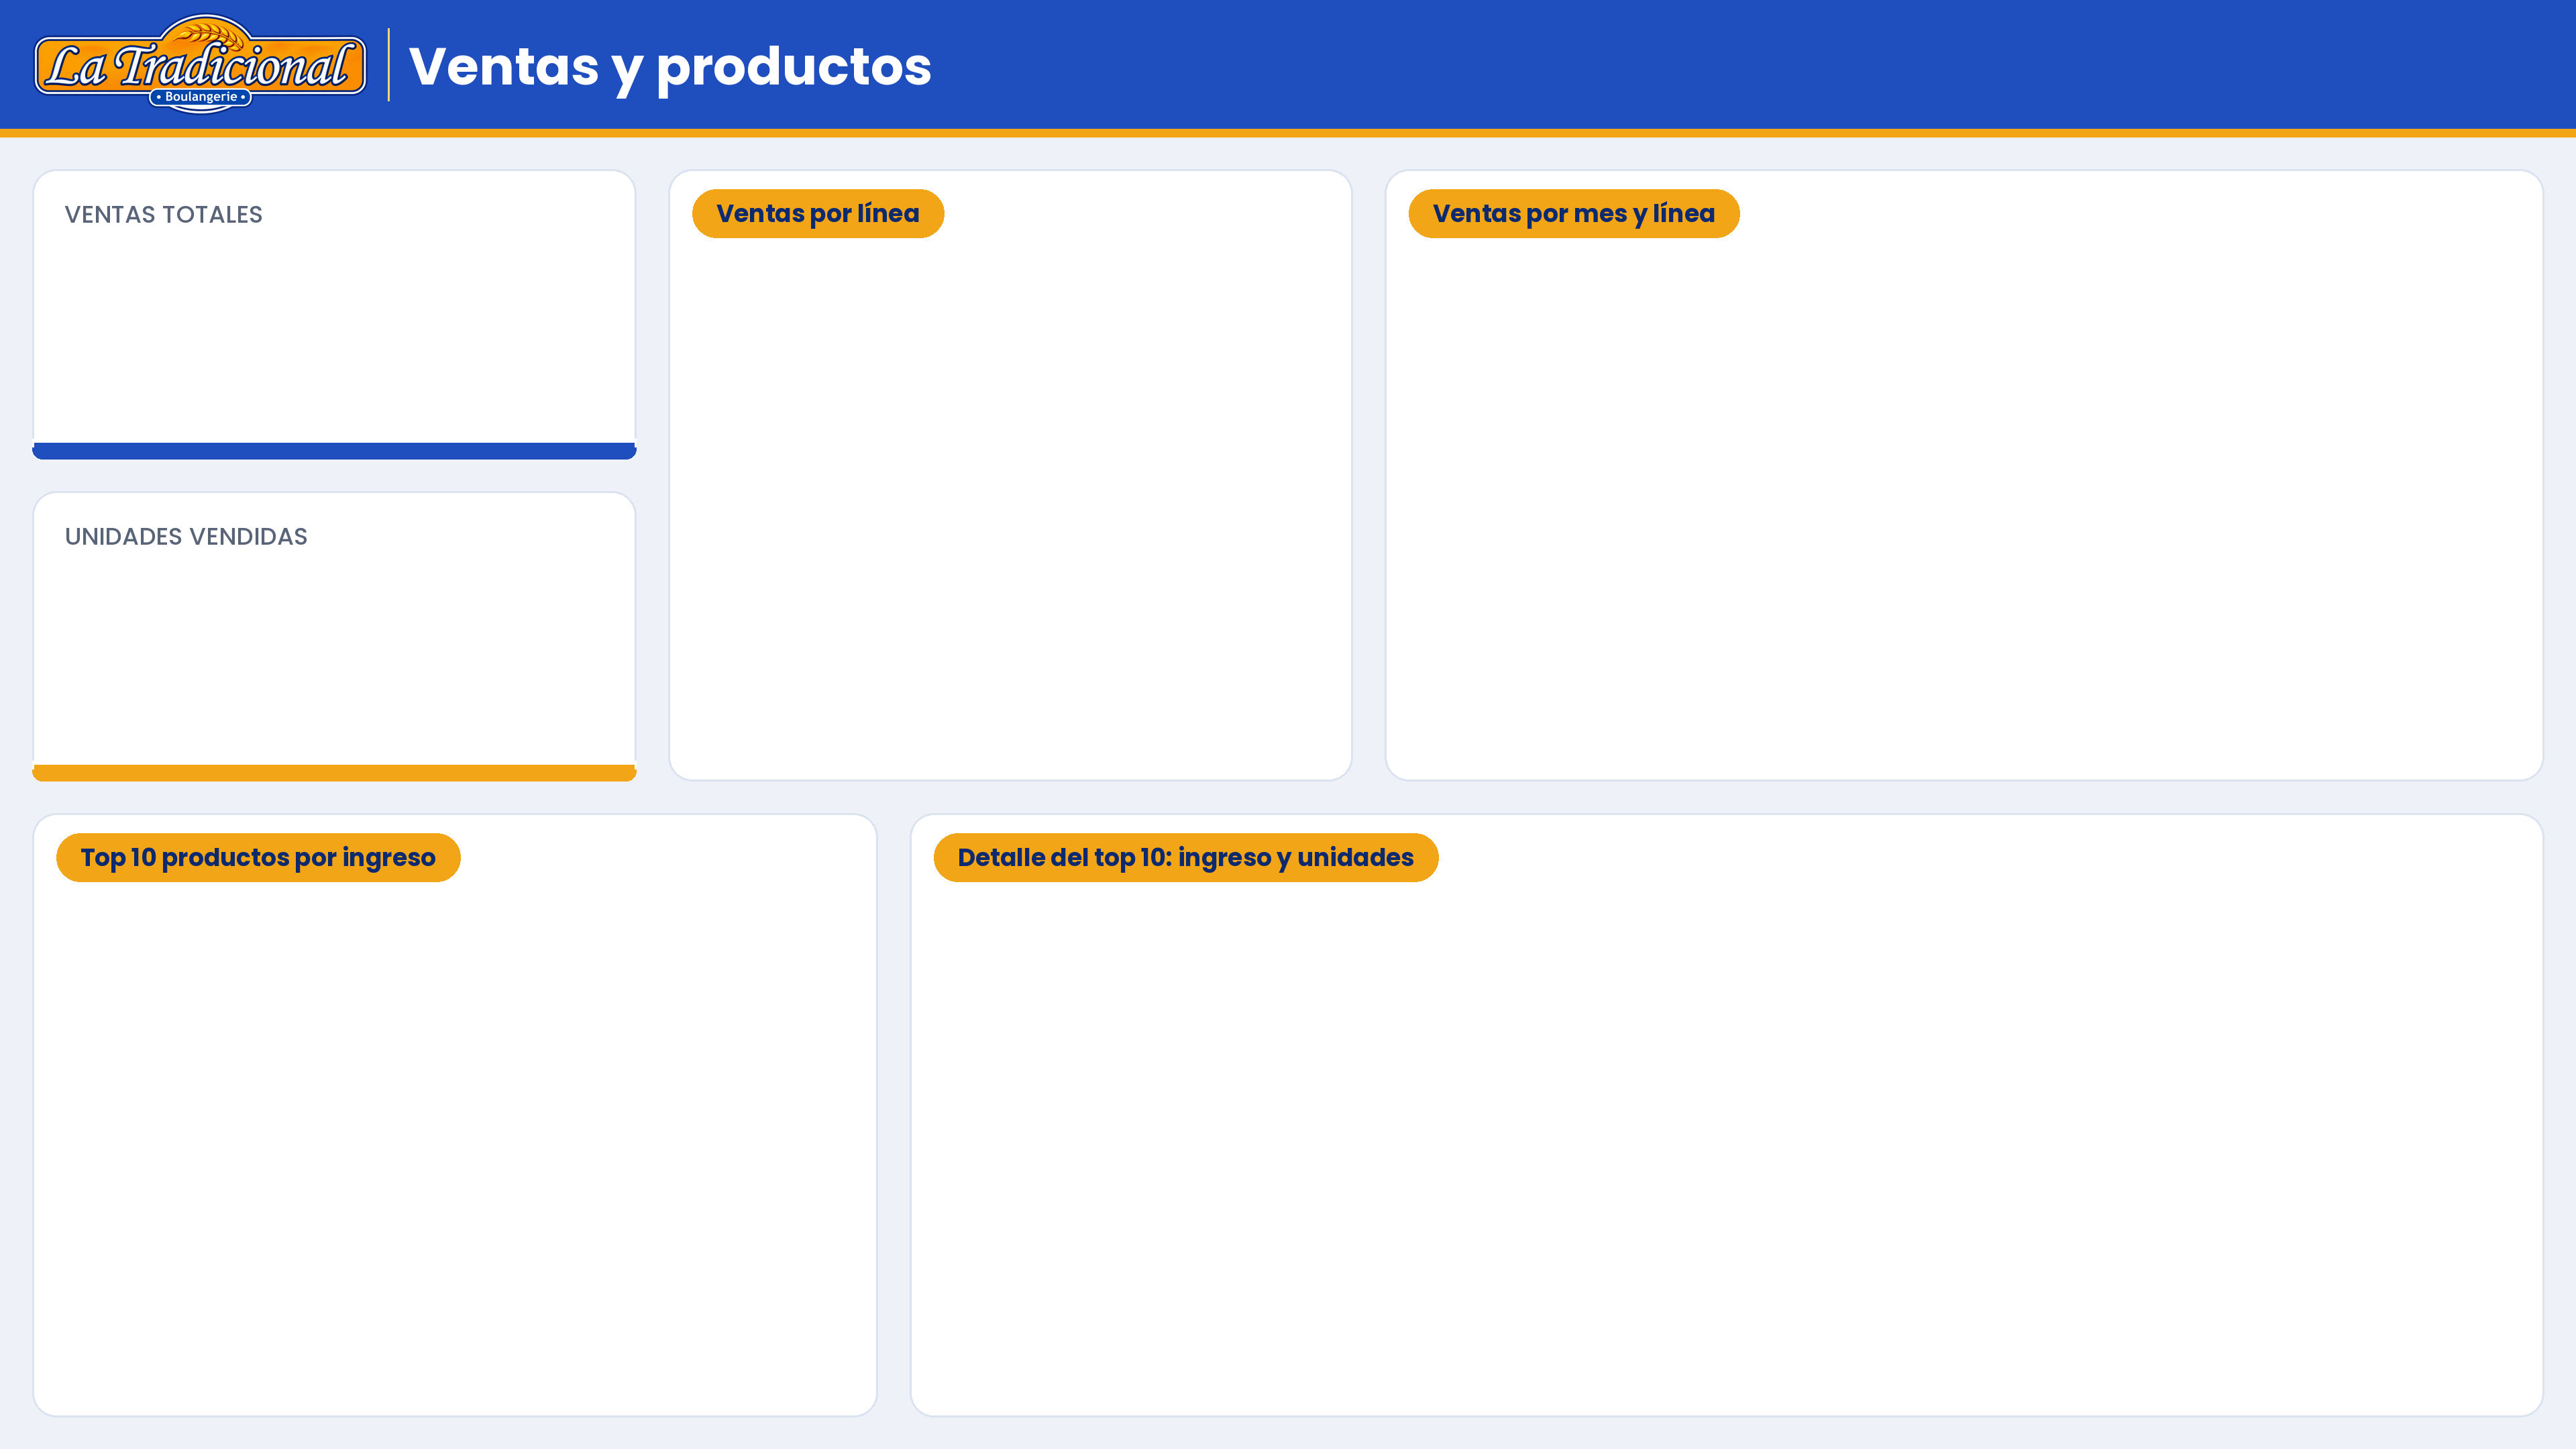 La Tradicional
• Boulangerie •
Ventas y productos
VENTAS TOTALES
Ventas por línea
Ventas por mes y línea
UNIDADES VENDIDAS
Top 10 productos por ingreso
Detalle del top 10: ingreso y unidades